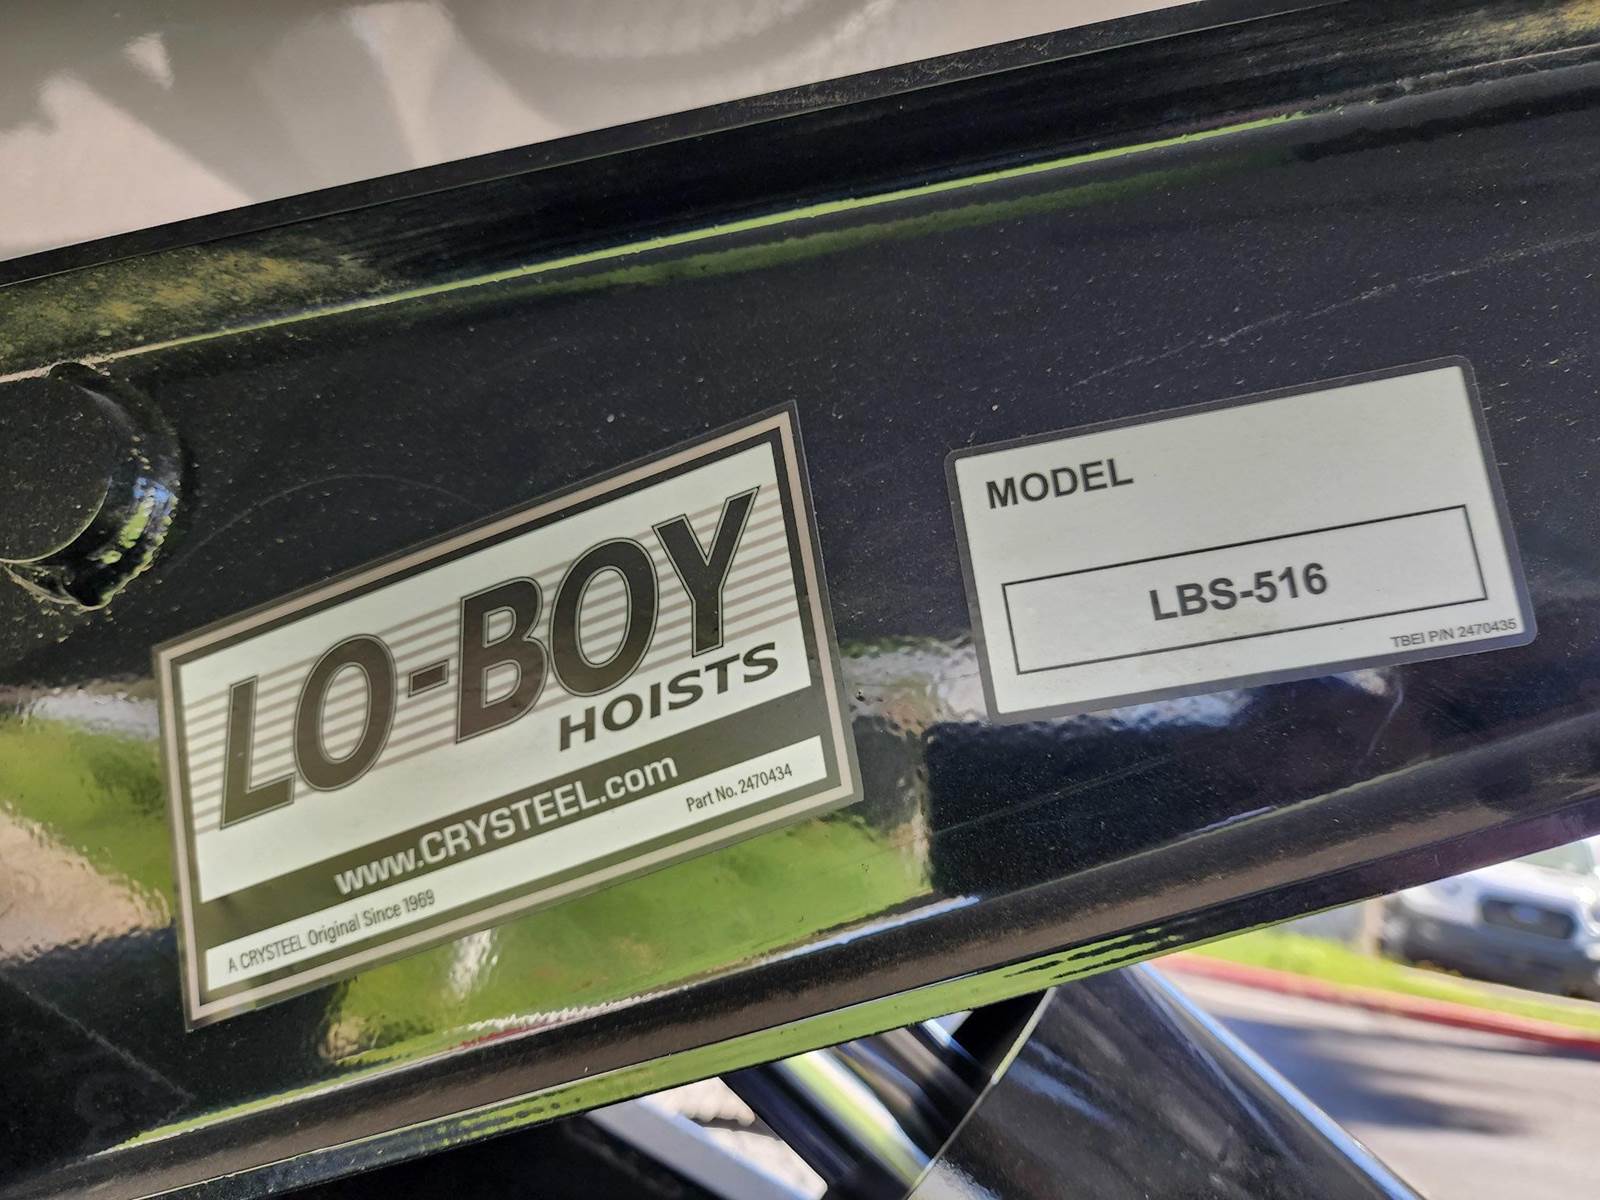 LO-BOY
HOISTS
www.CRYSTEEL.com
Part No. 2470434
A CRYSTEEL Original Since 1969
MODEL
LBS-516
TBEI P/N 2470435